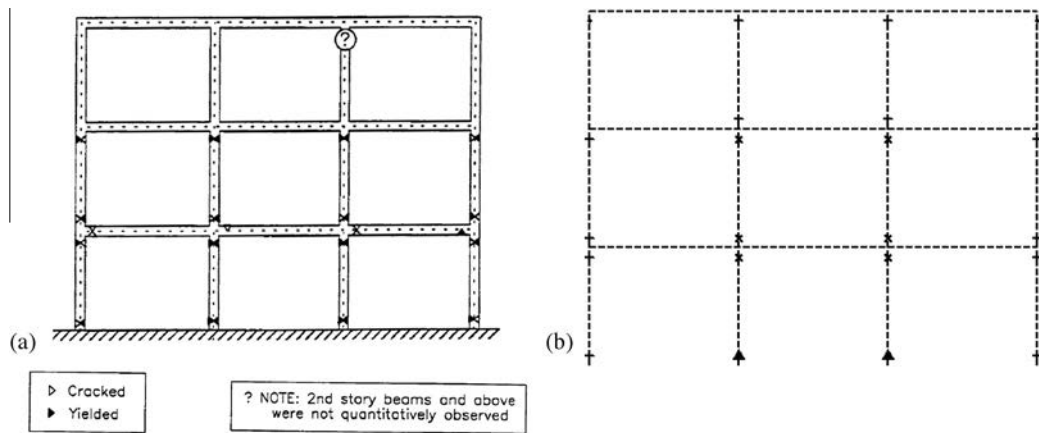 ?
(a)
(b)
▷ Cracked
▶ Yielded
? NOTE: 2nd story beams and above
were not quantitatively observed